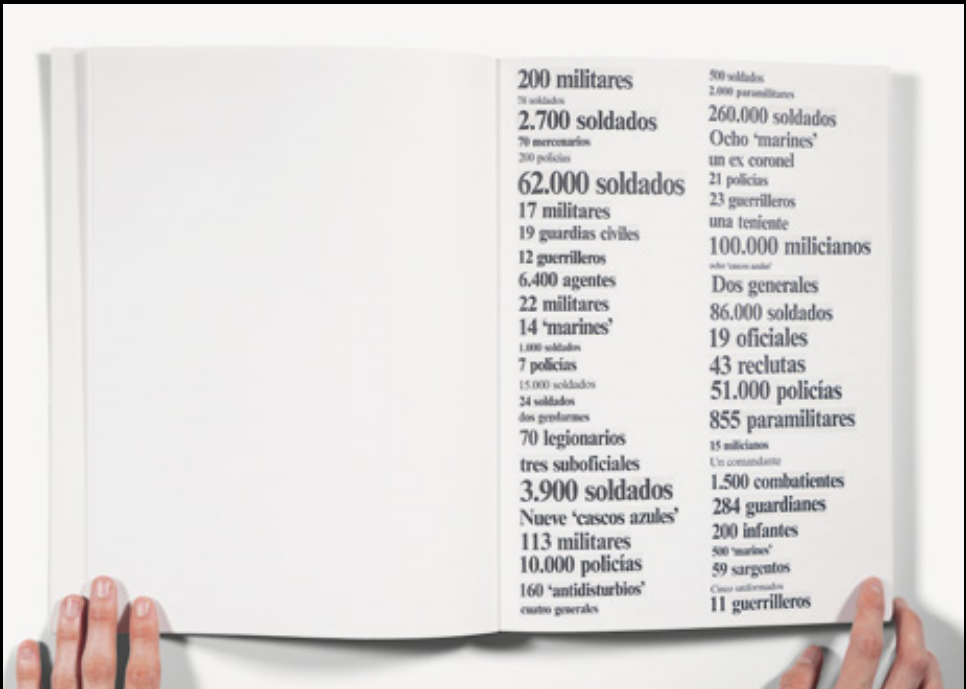 200 militares
78 soldados
2.700 soldados
70 mercenarios
200 policías
62.000 soldados
17 militares
19 guardias civiles
12 guerrilleros
6.400 agentes
22 militares
14 ‘marines’
1.000 soldados
7 policías
15.000 soldados
24 soldados
dos gendarmes
70 legionarios
tres suboficiales
3.900 soldados
Nueve ‘cascos azules’
113 militares
10.000 policías
160 ‘antidisturbios’
cuatro generales
500 soldados
2.000 paramilitares
260.000 soldados
Ocho ‘marines’
un ex coronel
21 policías
23 guerrilleros
una teniente
100.000 milicianos
ocho ‘cascos azules’
Dos generales
86.000 soldados
19 oficiales
43 reclutas
51.000 policías
855 paramilitares
15 milicianos
Un comandante
1.500 combatientes
284 guardianes
200 infantes
500 ‘marines’
59 sargentos
Cinco uniformados
11 guerrilleros